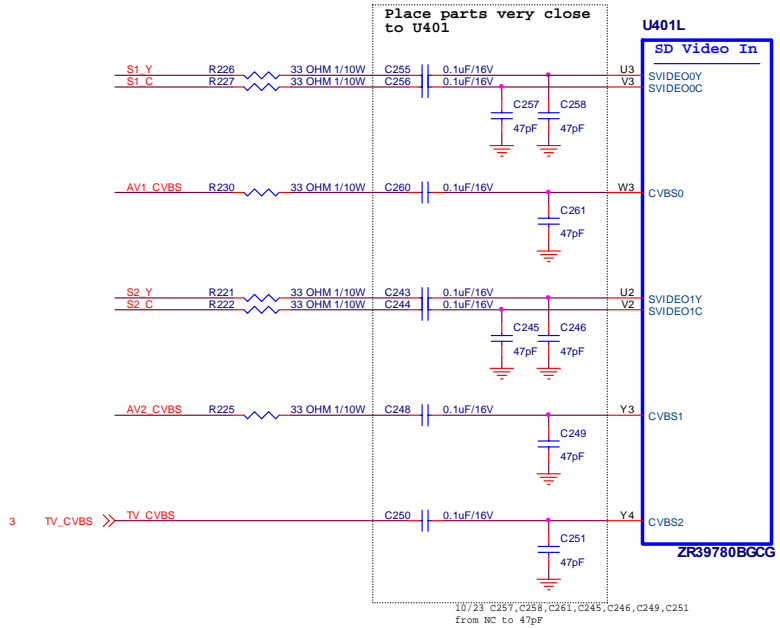 Place parts very close
to U401
U401L
SD Video In
S1_Y R226 33 OHM 1/10W C255 0.1uF/16V U3 SVIDEO0Y
S1_C R227 33 OHM 1/10W C256 0.1uF/16V V3 SVIDEO0C
C257 C258
47pF 47pF
AV1_CVBS R230 33 OHM 1/10W C260 0.1uF/16V W3 CVBS0
C261
47pF
S2_Y R221 33 OHM 1/10W C243 0.1uF/16V U2 SVIDEO1Y
S2_C R222 33 OHM 1/10W C244 0.1uF/16V V2 SVIDEO1C
C245 C246
47pF 47pF
AV2_CVBS R225 33 OHM 1/10W C248 0.1uF/16V Y3 CVBS1
C249
47pF
3 TV_CVBS TV_CVBS C250 0.1uF/16V Y4 CVBS2
C251
47pF
ZR39780BGCG
10/23 C257,C258,C261,C245,C246,C249,C251
from NC to 47pF